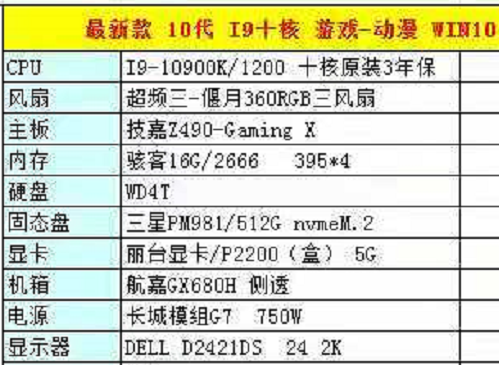 最新款 10代 I9十核 游戏-动漫 WIN10
CPU I9-10900K/1200 十核原装3年保
风扇 超频三-偃月360RGB三风扇
主板 技嘉Z490-Gaming X
内存 骇客16G/2666 395*4
硬盘 WD4T
固态盘 三星PM981/512G nvmeM.2
显卡 丽台显卡/P2200（盒） 5G
机箱 航嘉GX680H 侧透
电源 长城模组G7 750W
显示器 DELL D2421DS 24 2K